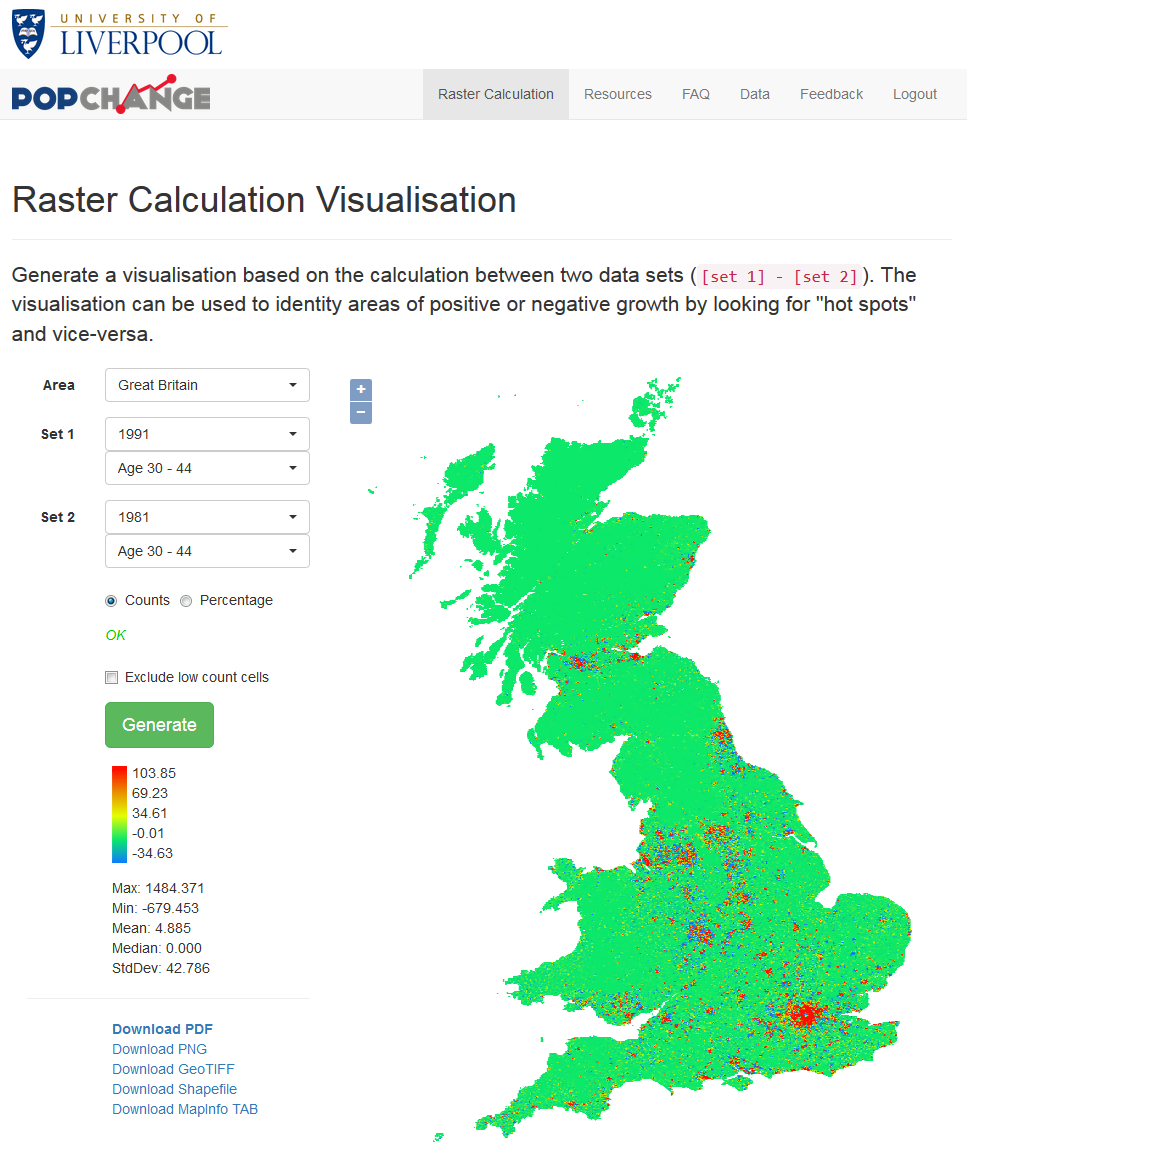 UNIVERSITY OF
LIVERPOOL
POPCHANGE
Raster Calculation Resources FAQ Data Feedback Logout
Raster Calculation Visualisation
Generate a visualisation based on the calculation between two data sets ([set 1] - [set 2]). The
visualisation can be used to identity areas of positive or negative growth by looking for "hot spots"
and vice-versa.
Area Great Britain
+
−
Set 1 1991
Age 30 - 44
Set 2 1981
Age 30 - 44
Counts Percentage
OK
Exclude low count cells
Generate
103.85
69.23
34.61
-0.01
-34.63
Max: 1484.371
Min: -679.453
Mean: 4.885
Median: 0.000
StdDev: 42.786
Download PDF
Download PNG
Download GeoTIFF
Download Shapefile
Download MapInfo TAB